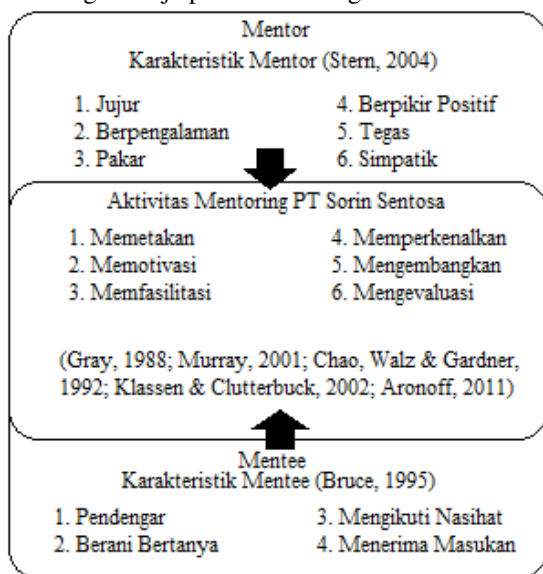 Mentor
Karakteristik Mentor (Stern, 2004)
1. Jujur
2. Berpengalaman
3. Pakar
4. Berpikir Positif
5. Tegas
6. Simpatik
Aktivitas Mentoring PT Sorin Sentosa
1. Memetakan
2. Memotivasi
3. Memfasilitasi
4. Memperkenalkan
5. Mengembangkan
6. Mengevaluasi
(Gray, 1988; Murray, 2001; Chao, Walz & Gardner,
1992; Klassen & Clutterbuck, 2002; Aronoff, 2011)
Mentee
Karakteristik Mentee (Bruce, 1995)
1. Pendengar
2. Berani Bertanya
3. Mengikuti Nasihat
4. Menerima Masukan